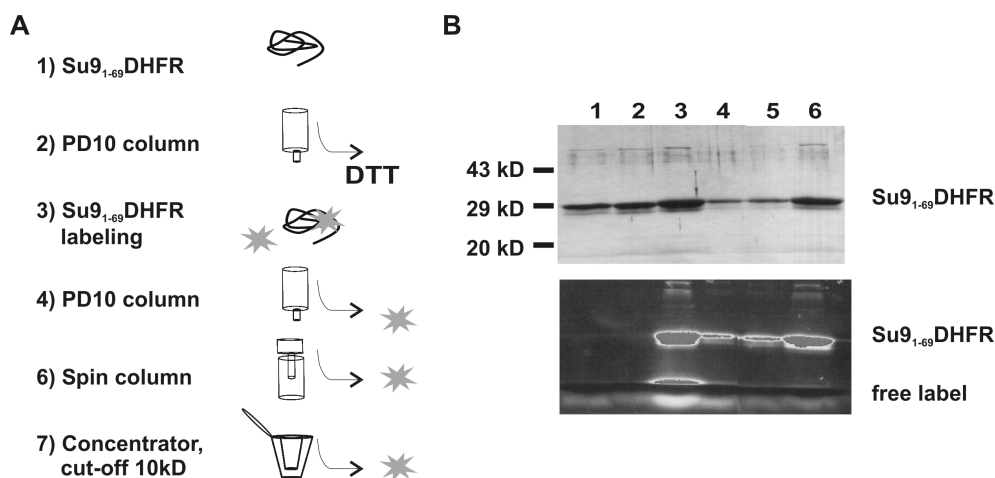 A
1) Su9₁₋₆₉DHFR
2) PD10 column
DTT
3) Su9₁₋₆₉DHFR
labeling
4) PD10 column
6) Spin column
7) Concentrator,
cut-off 10kD
B
1 2 3 4 5 6
43 kD
29 kD
20 kD
Su9₁₋₆₉DHFR
Su9₁₋₆₉DHFR
free label